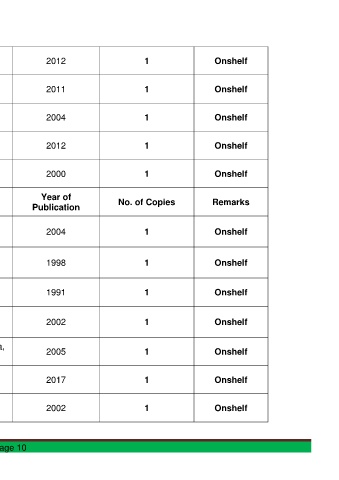 2012 1 Onshelf
2011 1 Onshelf
2004 1 Onshelf
2012 1 Onshelf
2000 1 Onshelf
Year of
Publication No. of Copies Remarks
2004 1 Onshelf
1998 1 Onshelf
1991 1 Onshelf
2002 1 Onshelf
a,
2005 1 Onshelf
2017 1 Onshelf
2002 1 Onshelf
age 10